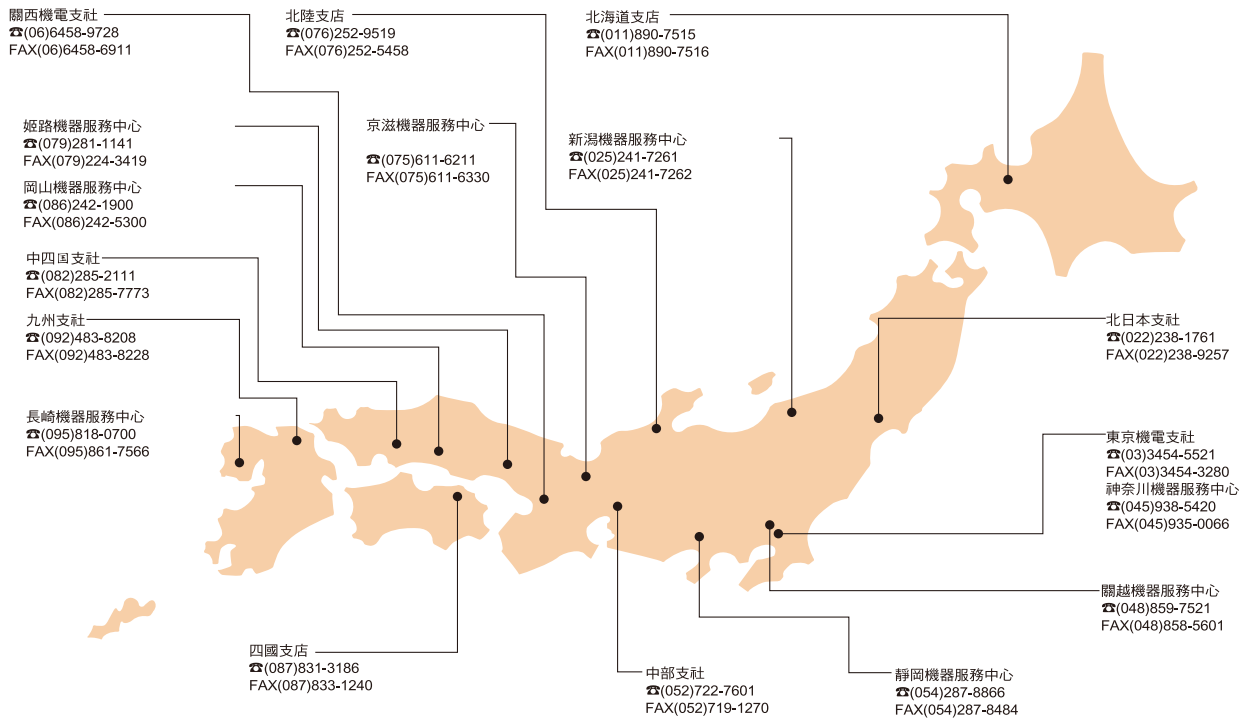 關西機電支社
☎(06)6458-9728
FAX(06)6458-6911
北陸支店
☎(076)252-9519
FAX(076)252-5458
北海道支店
☎(011)890-7515
FAX(011)890-7516
姬路機器服務中心
☎(079)281-1141
FAX(079)224-3419
京滋機器服務中心
☎(075)611-6211
FAX(075)611-6330
新潟機器服務中心
☎(025)241-7261
FAX(025)241-7262
岡山機器服務中心
☎(086)242-1900
FAX(086)242-5300
中四国支社
☎(082)285-2111
FAX(082)285-7773
九州支社
☎(092)483-8208
FAX(092)483-8228
長崎機器服務中心
☎(095)818-0700
FAX(095)861-7566
北日本支社
☎(022)238-1761
FAX(022)238-9257
東京機電支社
☎(03)3454-5521
FAX(03)3454-3280
神奈川機器服務中心
☎(045)938-5420
FAX(045)935-0066
關越機器服務中心
☎(048)859-7521
FAX(048)858-5601
四國支店
☎(087)831-3186
FAX(087)833-1240
中部支社
☎(052)722-7601
FAX(052)719-1270
靜岡機器服務中心
☎(054)287-8866
FAX(054)287-8484